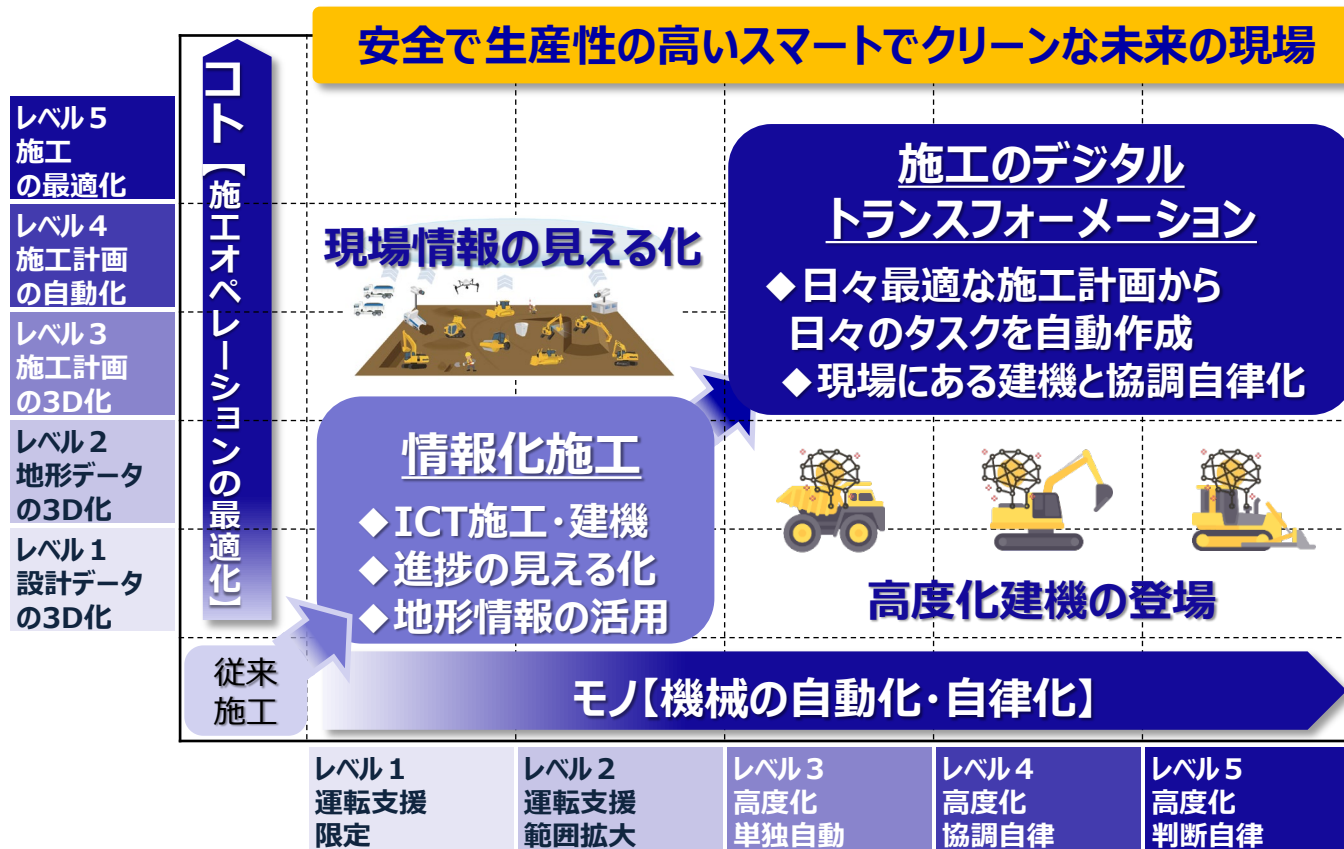 安全で生産性の高いスマートでクリーンな未来の現場
コト【施工オペレーションの最適化】
レベル５
施工
の最適化
レベル４
施工計画
の自動化
レベル３
施工計画
の3D化
レベル２
地形データ
の3D化
レベル１
設計データ
の3D化
現場情報の見える化
施工のデジタル
トランスフォーメーション
◆日々最適な施工計画から
日々のタスクを自動作成
◆現場にある建機と協調自律化
情報化施工
◆ICT施工・建機
◆進捗の見える化
◆地形情報の活用
高度化建機の登場
従来
施工
モノ【機械の自動化・自律化】
レベル１
運転支援
限定
レベル２
運転支援
範囲拡大
レベル３
高度化
単独自動
レベル４
高度化
協調自律
レベル５
高度化
判断自律